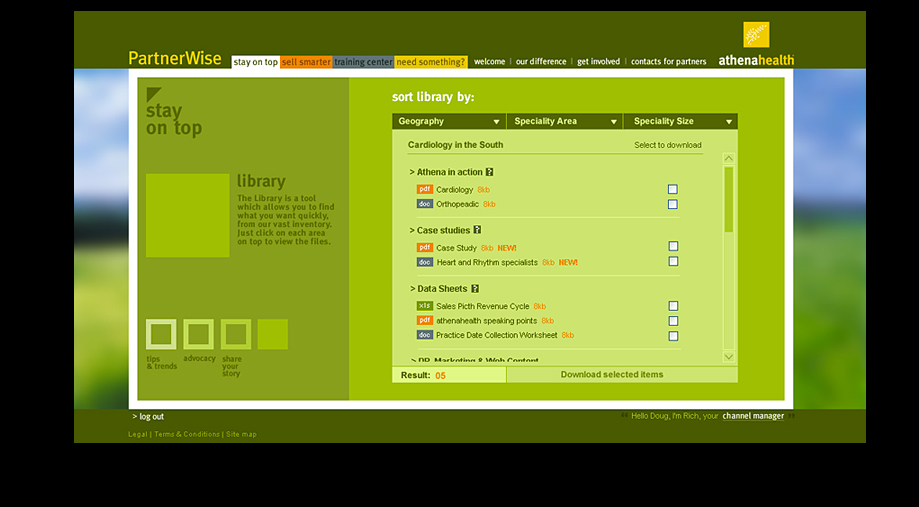 PartnerWise
stay on top sell smarter training center need something?
welcome | our difference | get involved | contacts for partners
athenahealth
stay
on top
library
The Library is a tool
which allows you to find
what you want quickly,
from our vast inventory.
Just click on each area
on top to view the files.
tips
& trends
advocacy
share
your
story
sort library by:
Geography Speciality Area Speciality Size
Cardiology in the South Select to download
> Athena in action ?
pdf Cardiology 8kb
doc Orthopeadic 8kb
> Case studies ?
pdf Case Study 8kb NEW!
doc Heart and Rhythm specialists 8kb NEW!
> Data Sheets ?
xls Sales Picth Revenue Cycle 8kb
pdf athenahealth speaking points 8kb
doc Practice Date Collection Worksheet 8kb
> PR, Marketing & Web Content
Result: 05 Download selected items
> log out
“ Hello Doug, I'm Rich, your channel manager ”
Legal | Terms & Conditions | Site map